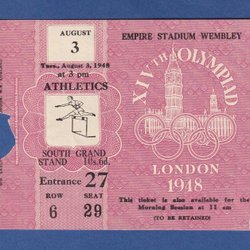 AUGUST
3
Tues., August 3, 1948
at 3 pm
ATHLETICS
SOUTH GRAND
STAND 10s. 6d.
Entrance 27
ROW SEAT
6 29
EMPIRE STADIUM WEMBLEY
XIVTH OLYMPIAD
LONDON
1948
This ticket is also available for the
Morning Session at 11 am
(TO BE RETAINED)